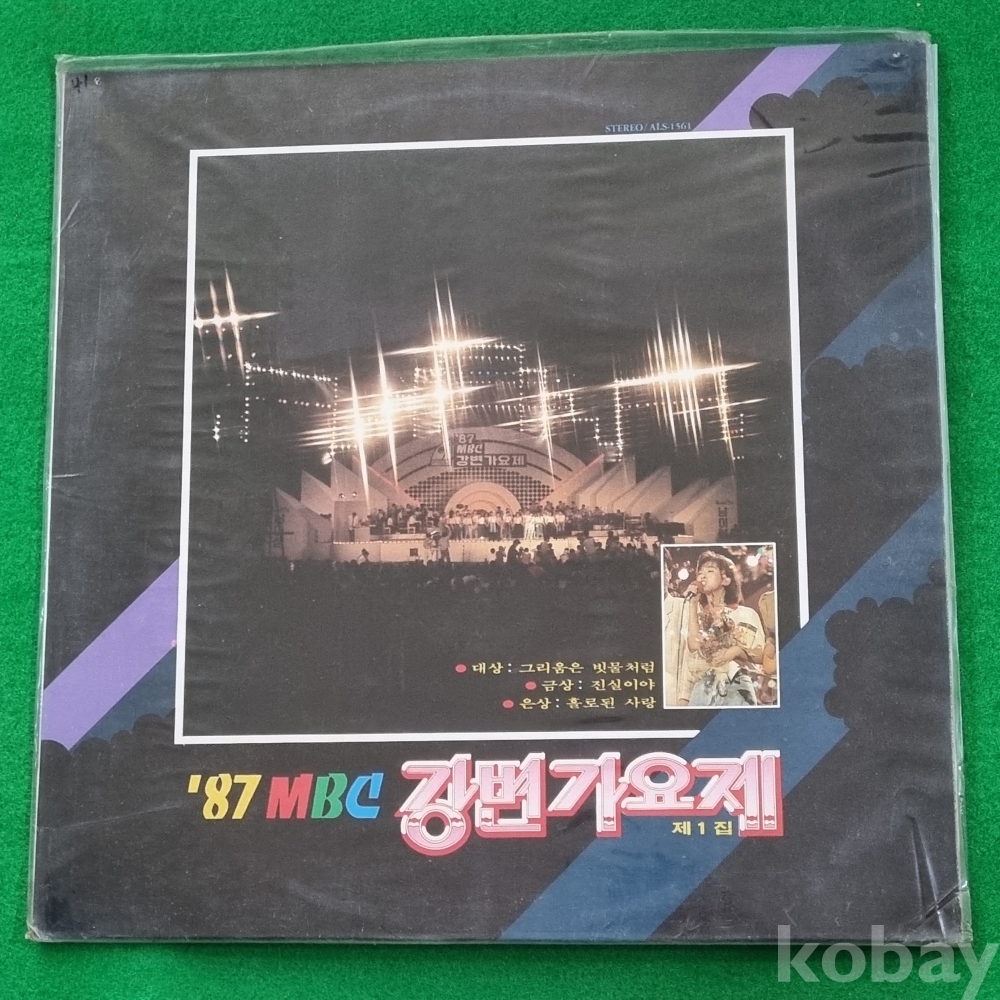 41
STEREO/ALS-1561
'87
MBC
강변가요제
● 대상: 그리움은 빗물처럼
● 금상: 진실이야
● 은상: 홀로된 사랑
'87 MBC 강변가요제
제1집
kobay